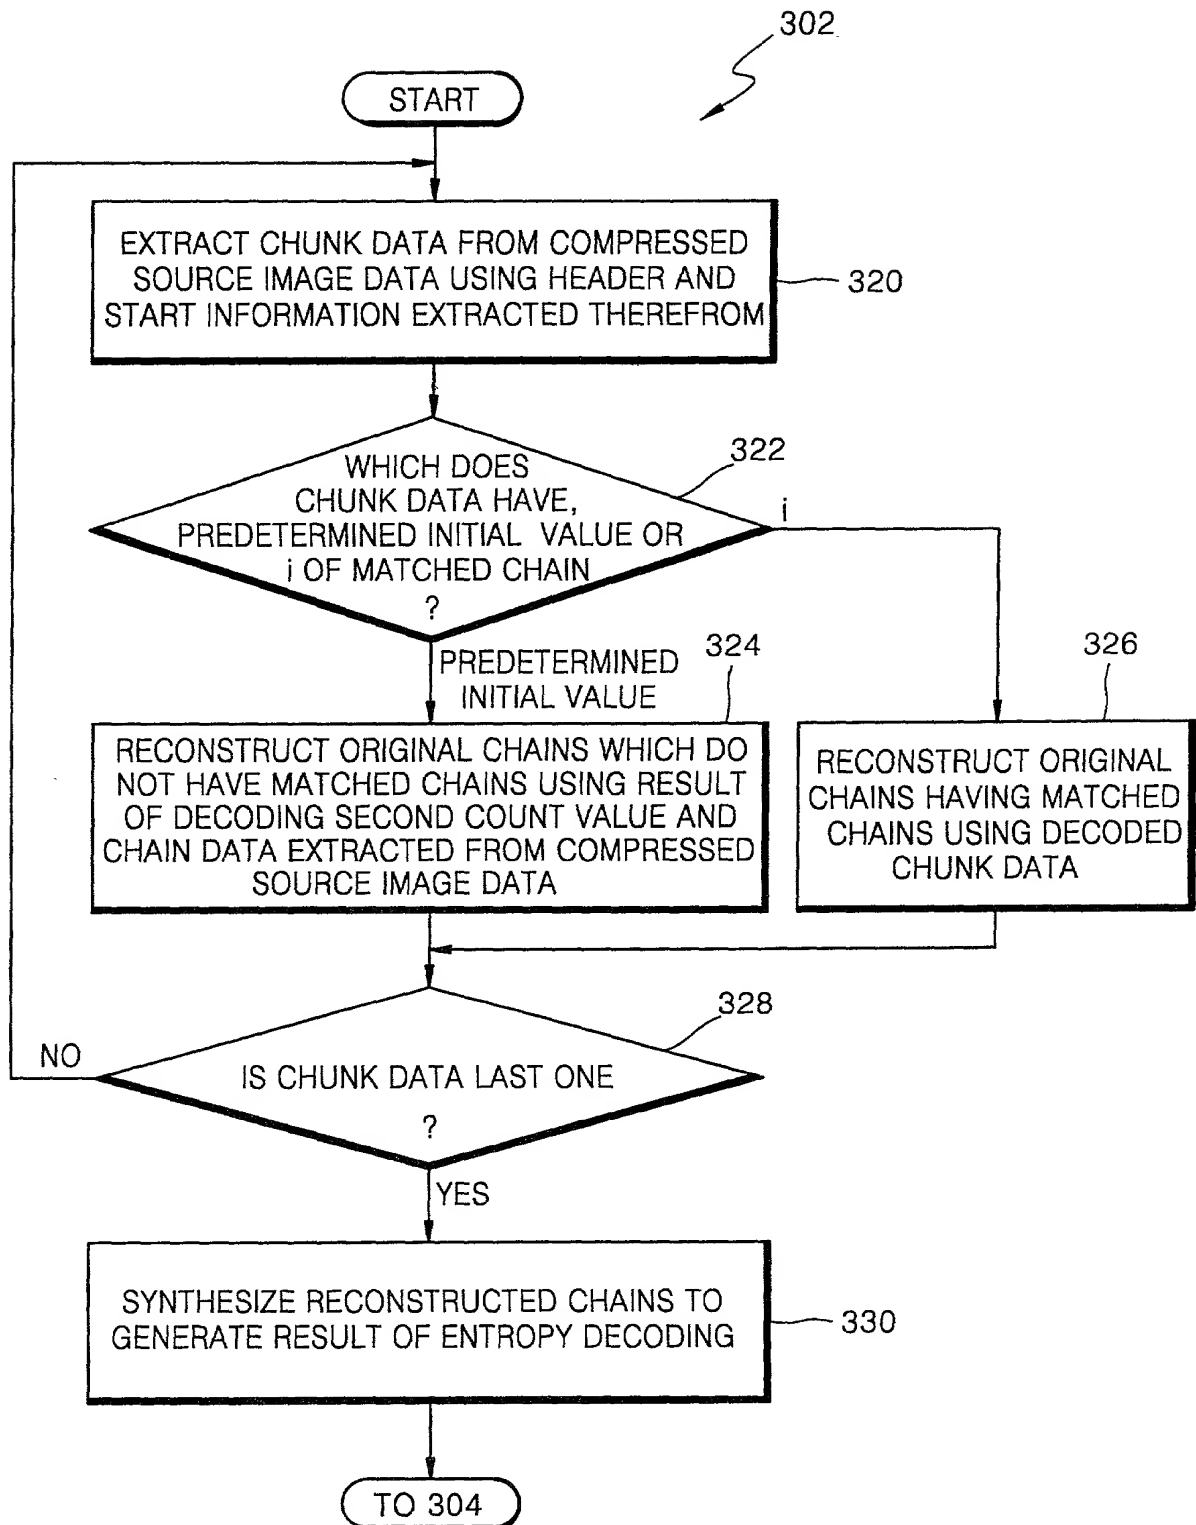 302
START
EXTRACT CHUNK DATA FROM COMPRESSED
SOURCE IMAGE DATA USING HEADER AND
START INFORMATION EXTRACTED THEREFROM
320
322
WHICH DOES
CHUNK DATA HAVE,
PREDETERMINED INITIAL VALUE OR
i OF MATCHED CHAIN
?
i
PREDETERMINED
INITIAL VALUE
324
326
RECONSTRUCT ORIGINAL CHAINS WHICH DO
NOT HAVE MATCHED CHAINS USING RESULT
OF DECODING SECOND COUNT VALUE AND
CHAIN DATA EXTRACTED FROM COMPRESSED
SOURCE IMAGE DATA
RECONSTRUCT ORIGINAL
CHAINS HAVING MATCHED
CHAINS USING DECODED
CHUNK DATA
328
NO
IS CHUNK DATA LAST ONE
?
YES
SYNTHESIZE RECONSTRUCTED CHAINS TO
GENERATE RESULT OF ENTROPY DECODING
330
TO 304